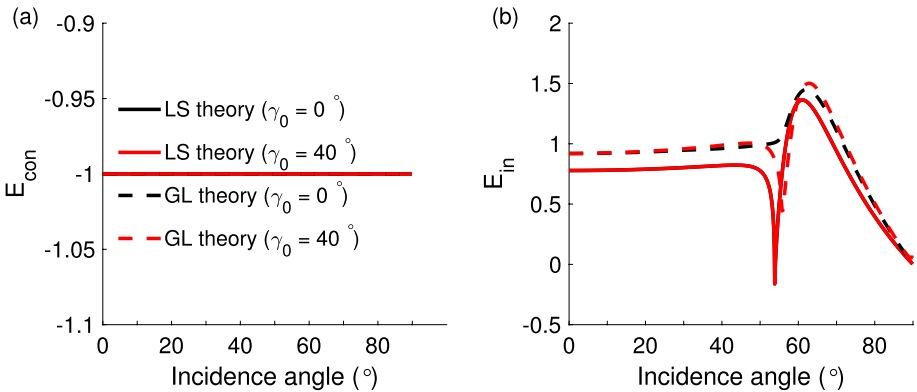 (a)
-0.9
-0.95
-1
-1.05
-1.1
E_con
LS theory (γ_0 = 0 °)
LS theory (γ_0 = 40 °)
GL theory (γ_0 = 0 °)
GL theory (γ_0 = 40 °)
0 20 40 60 80
Incidence angle (°)
(b)
2
1.5
1
0.5
0
-0.5
E_in
0 20 40 60 80
Incidence angle (°)